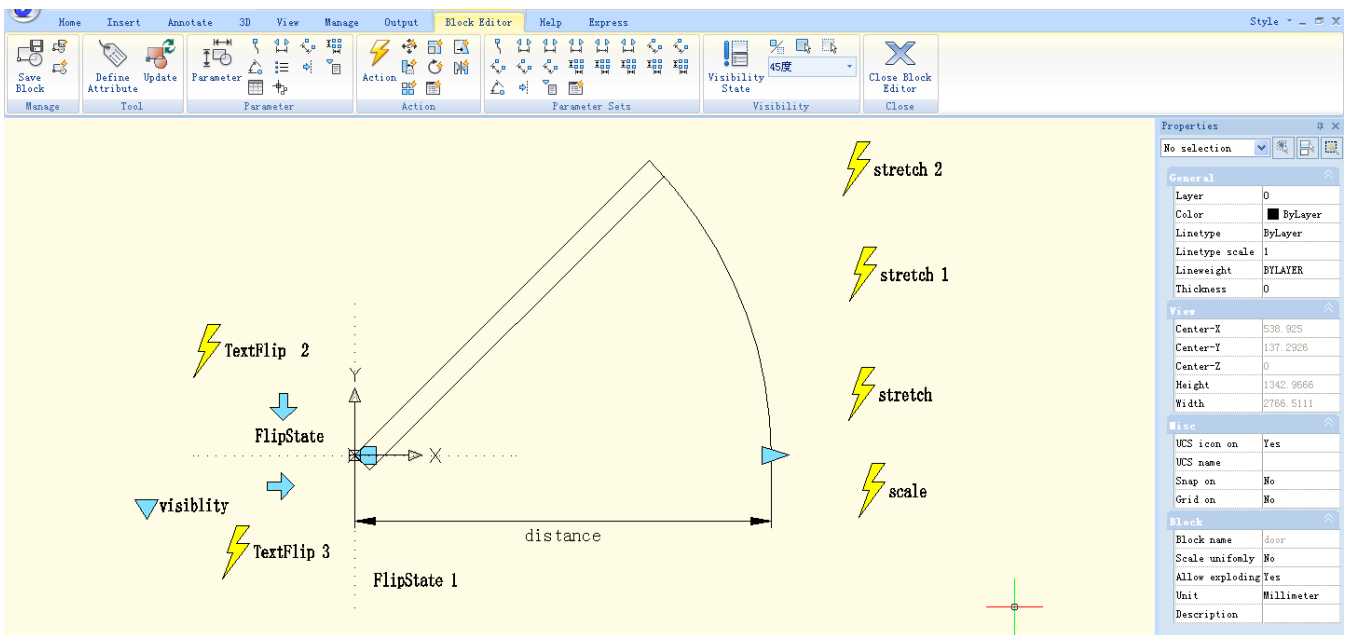 Home Insert Annotate 3D View Manage Output Block Editor Help Express Style
Save Block
Define Attribute
Update
Parameter
Action
Visibility State
45度
Close Block Editor
Manage Tool Parameter Action Parameter Sets Visibility Close
Properties
No selection
General
Layer 0
Color ByLayer
Linetype ByLayer
Linetype scale 1
Lineweight BYLAYER
Thickness 0
View
Center-X 538.925
Center-Y 137.2926
Center-Z 0
Height 1342.9666
Width 2766.5111
Misc
UCS icon on Yes
UCS name
Snap on No
Grid on No
Block
Block name door
Scale unifomly No
Allow exploding Yes
Unit Millimeter
Description
stretch 2
stretch 1
TextFlip 2
Y
stretch
FlipState
X
scale
visiblity
distance
TextFlip 3
FlipState 1